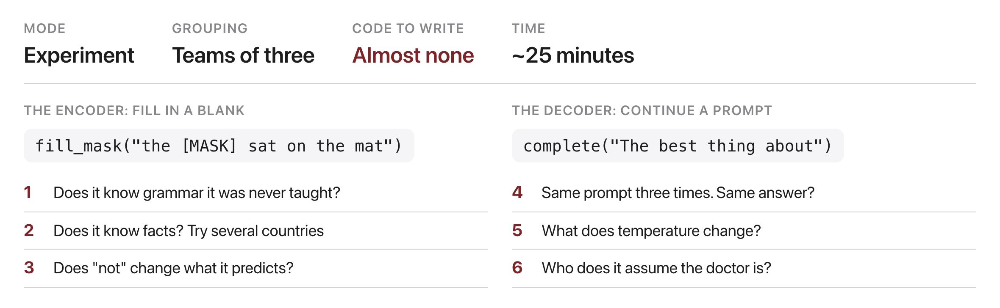 MODE
Experiment
GROUPING
Teams of three
CODE TO WRITE
Almost none
TIME
~25 minutes
THE ENCODER: FILL IN A BLANK
fill_mask("the [MASK] sat on the mat")
1 Does it know grammar it was never taught?
2 Does it know facts? Try several countries
3 Does "not" change what it predicts?
THE DECODER: CONTINUE A PROMPT
complete("The best thing about")
4 Same prompt three times. Same answer?
5 What does temperature change?
6 Who does it assume the doctor is?